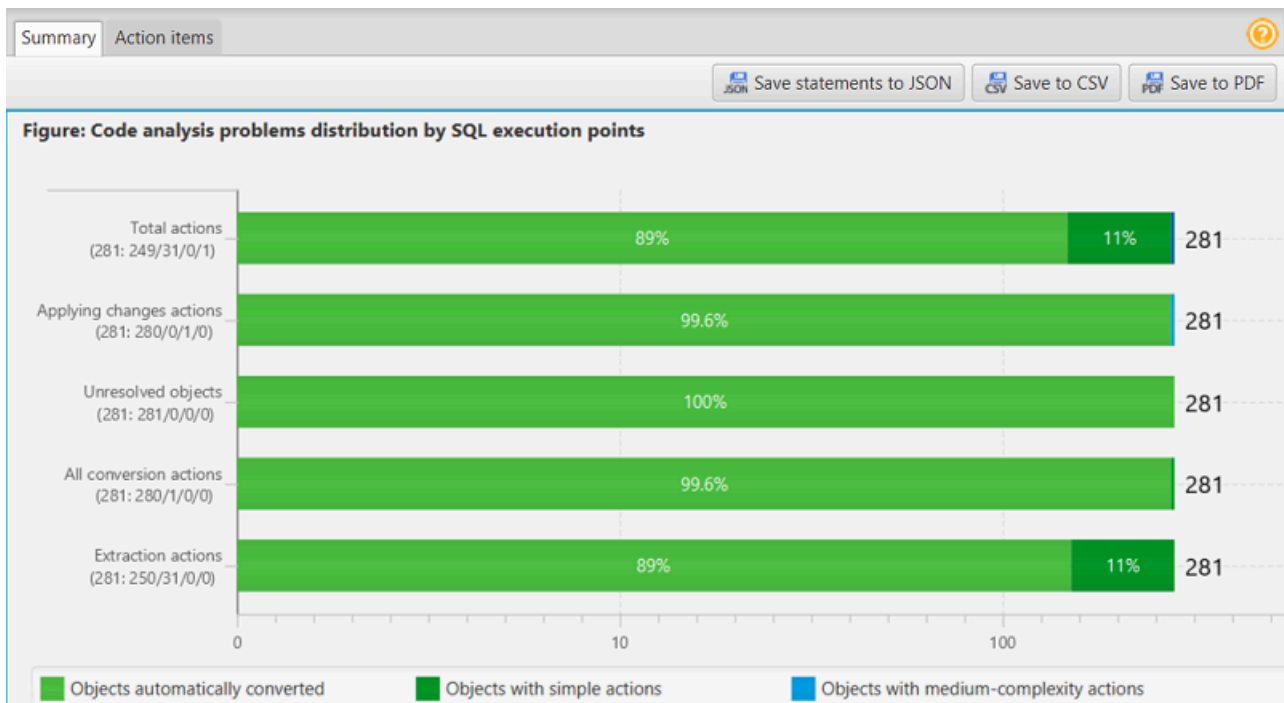 Summary
Action items
?
JSON Save statements to JSON
CSV Save to CSV
PDF Save to PDF
Figure: Code analysis problems distribution by SQL execution points
Total actions
(281: 249/31/0/1)
89%
11%
281
Applying changes actions
(281: 280/0/1/0)
99.6%
281
Unresolved objects
(281: 281/0/0/0)
100%
281
All conversion actions
(281: 280/1/0/0)
99.6%
281
Extraction actions
(281: 250/31/0/0)
89%
11%
281
0
10
100
Objects automatically converted
Objects with simple actions
Objects with medium-complexity actions